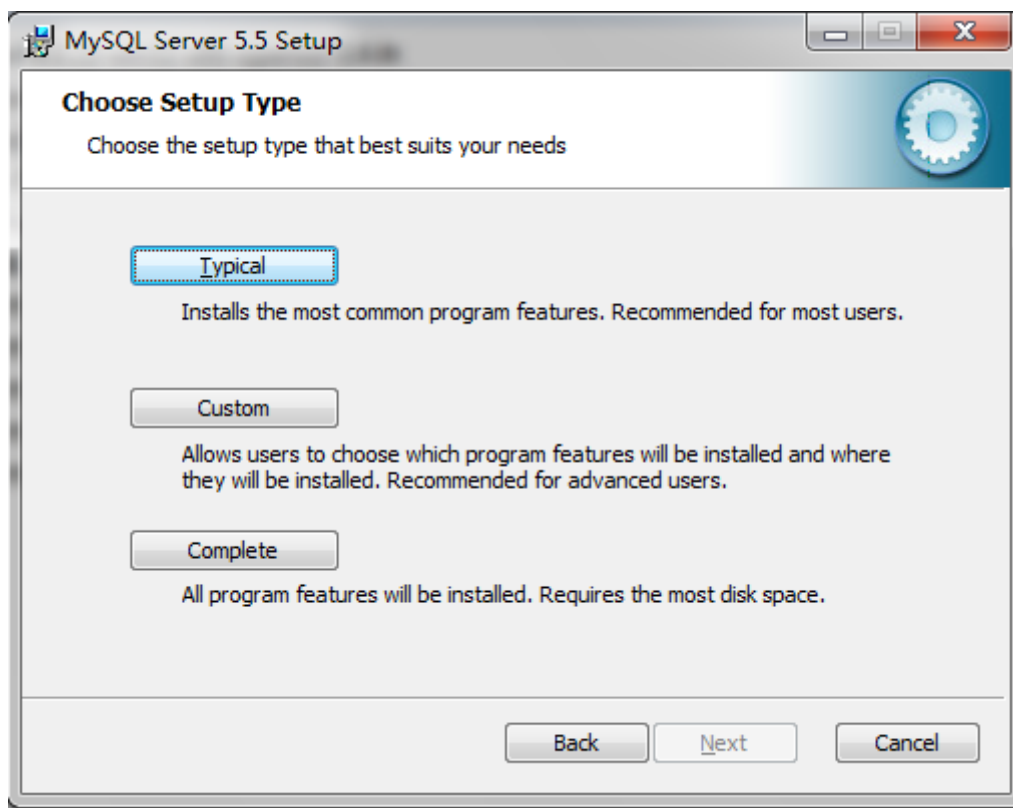 MySQL Server 5.5 Setup
Choose Setup Type
Choose the setup type that best suits your needs
Typical
Installs the most common program features. Recommended for most users.
Custom
Allows users to choose which program features will be installed and where
they will be installed. Recommended for advanced users.
Complete
All program features will be installed. Requires the most disk space.
Back Next Cancel